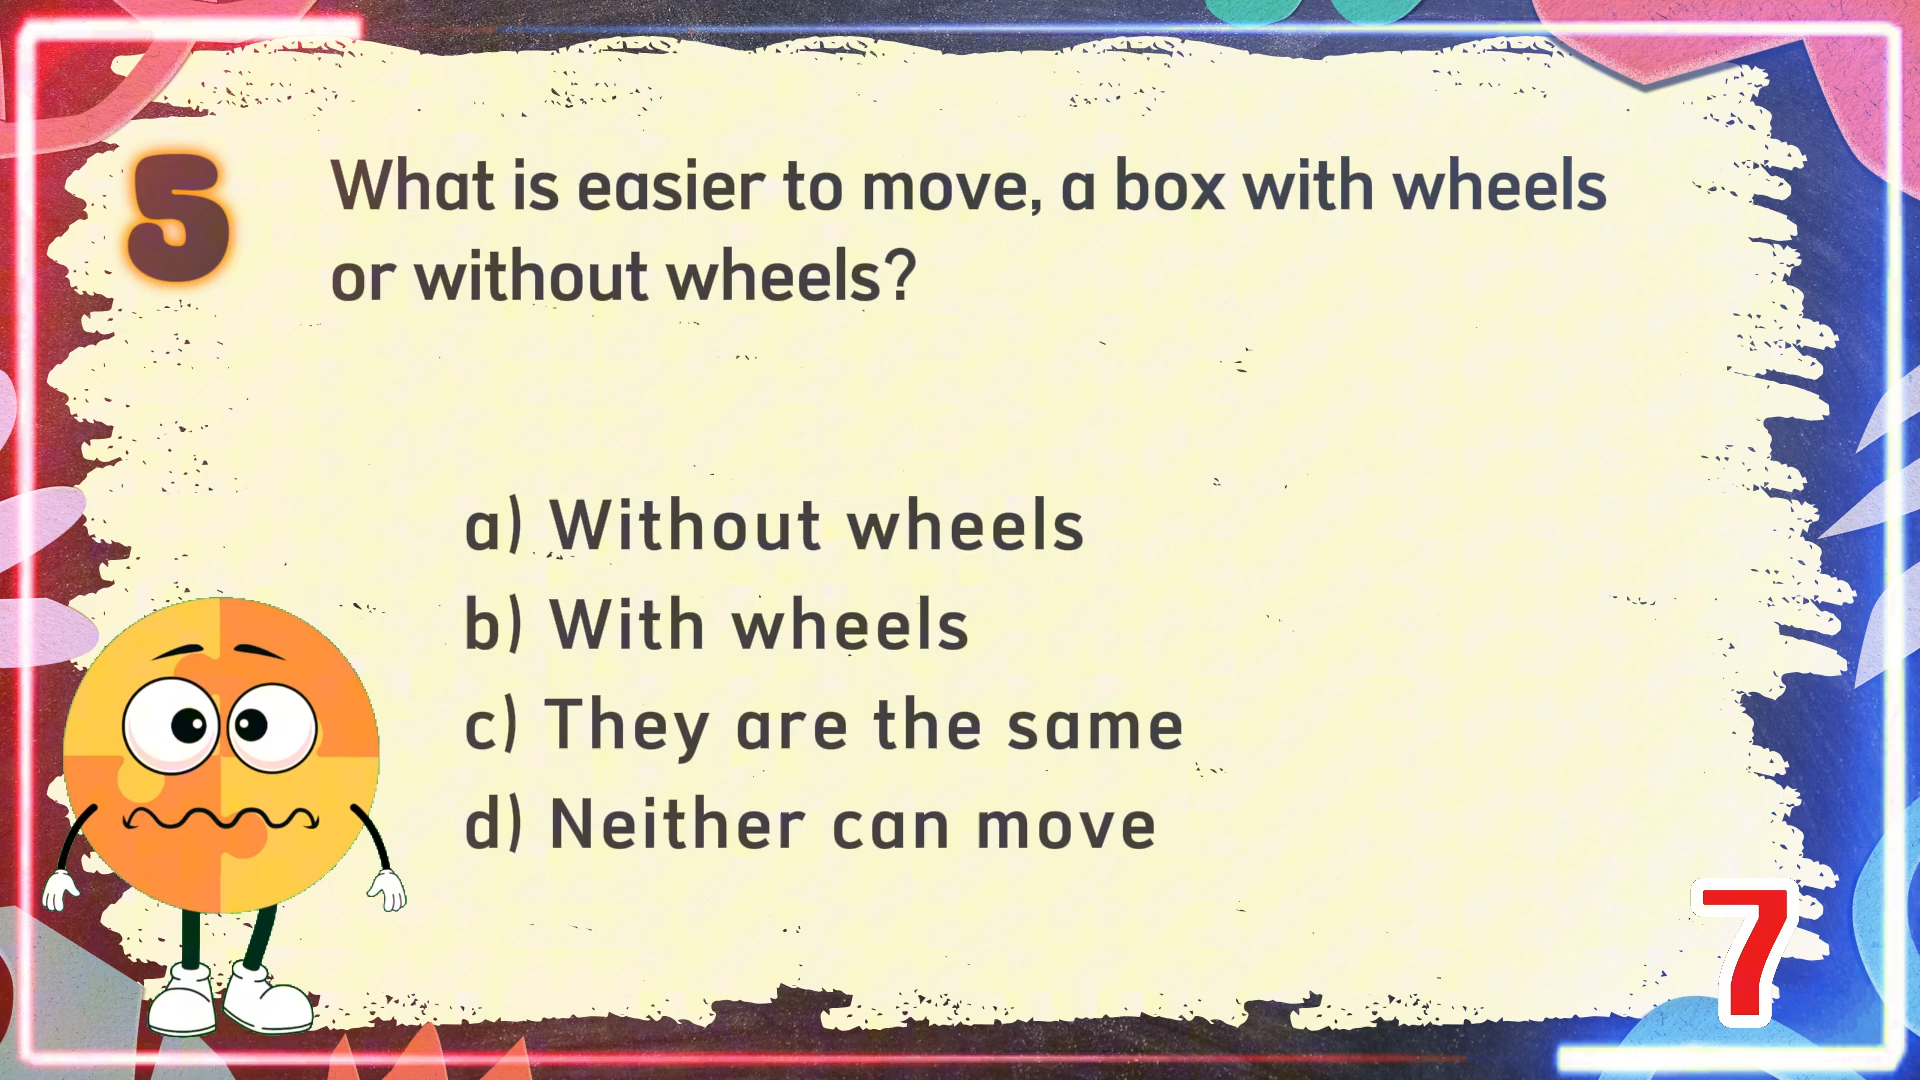 5
What is easier to move, a box with wheels
or without wheels?
a) Without wheels
b) With wheels
c) They are the same
d) Neither can move
7